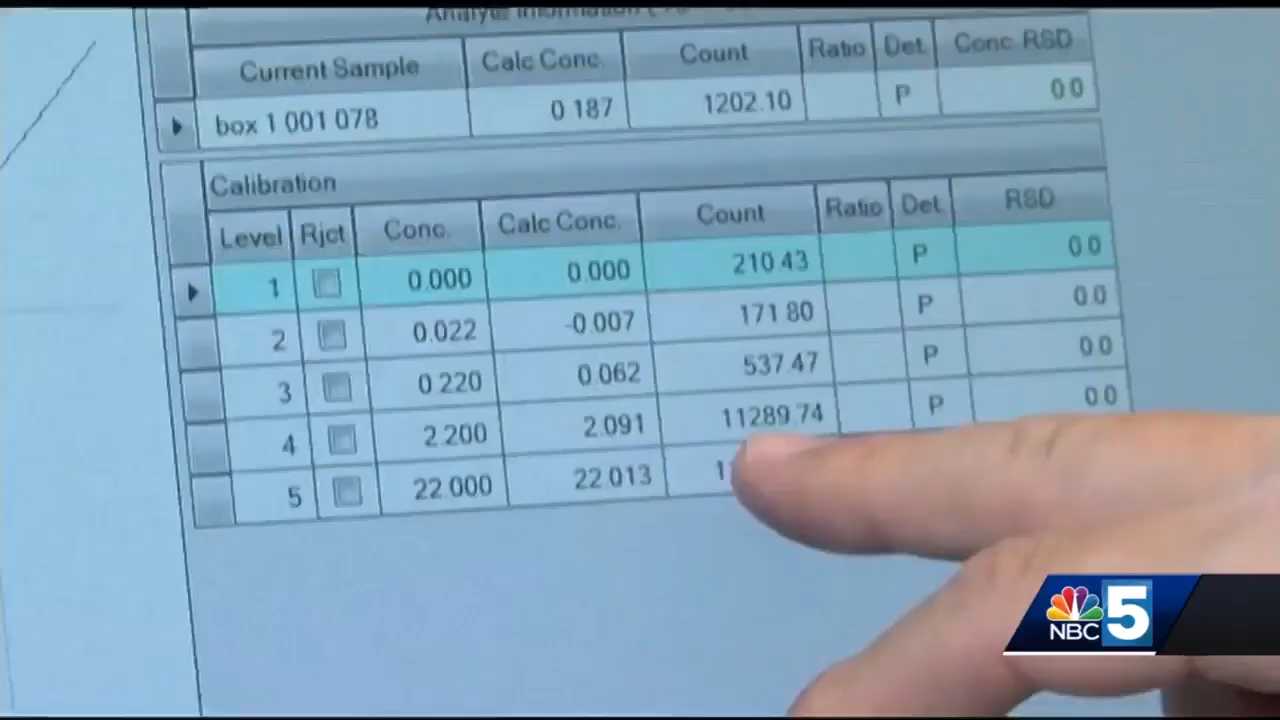 Analyte Information
Current Sample Calc Conc. Count Ratio Det. Conc. RSD
box 1 001 078 0.187 1202.10 P 0.0
Calibration
Level Rjct Conc. Calc Conc. Count Ratio Det. RSD
1 0.000 0.000 210.43 P 0.0
2 0.022 -0.007 171.80 P 0.0
3 0.220 0.062 537.47 P 0.0
4 2.200 2.091 11289.74 P 0.0
5 22.000 22.013
NBC 5